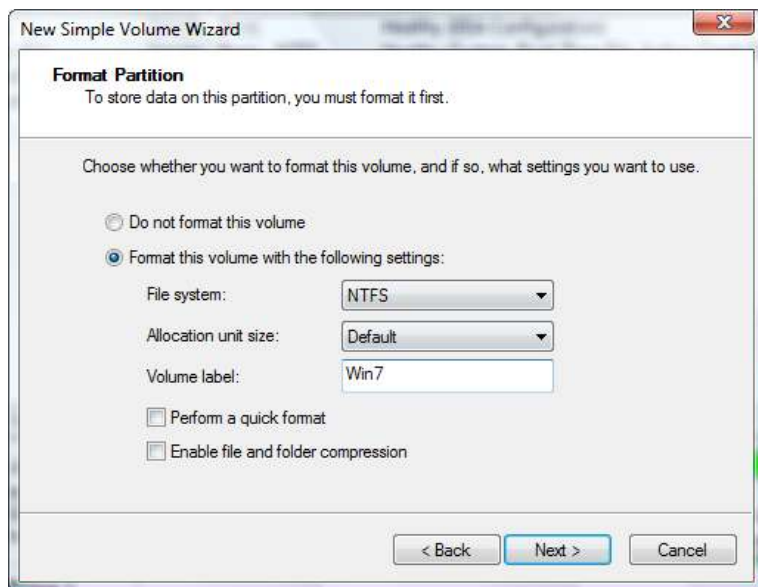 New Simple Volume Wizard
Format Partition
To store data on this partition, you must format it first.
Choose whether you want to format this volume, and if so, what settings you want to use.
Do not format this volume
Format this volume with the following settings:
File system: NTFS
Allocation unit size: Default
Volume label: Win7
Perform a quick format
Enable file and folder compression
< Back Next > Cancel